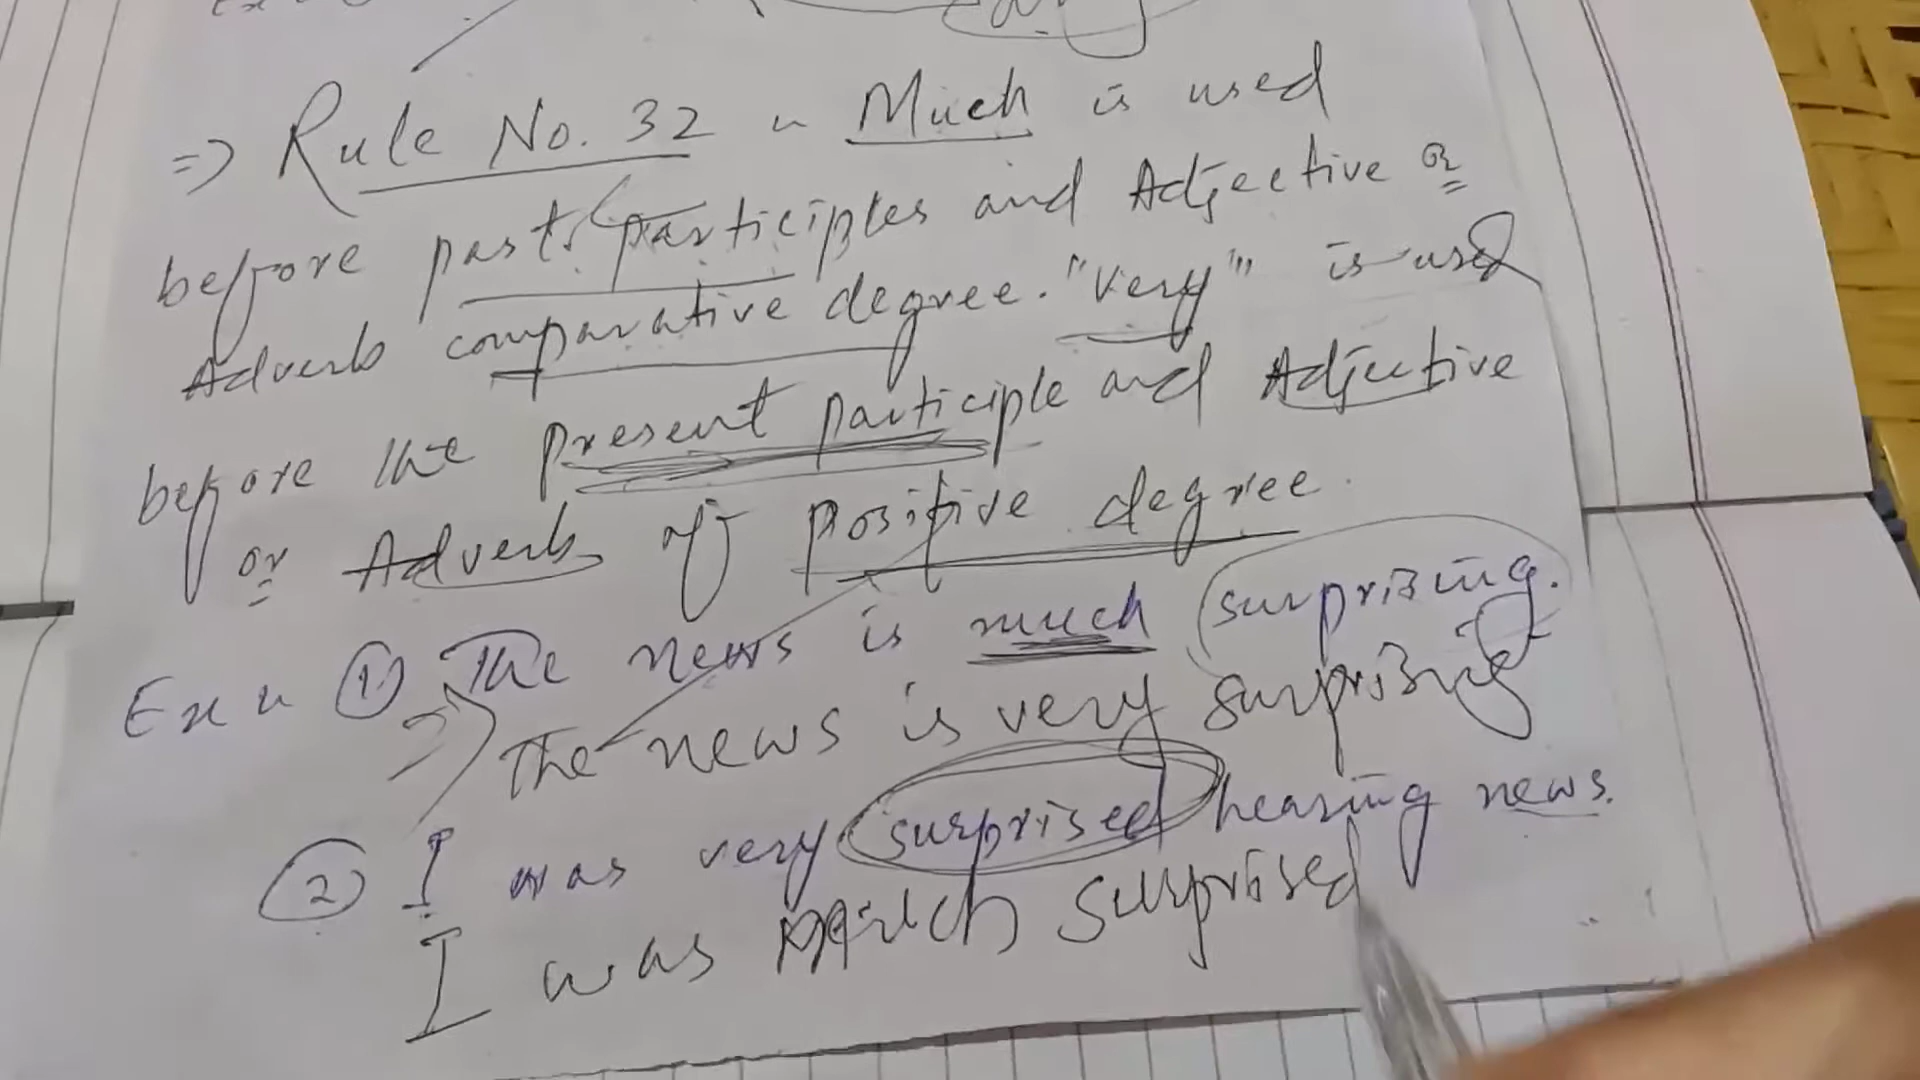 => Rule No. 32 ~ Much is used
before past participles and Adjective or
Adverb comparative degree. "very" is used
before the present participle and Adjective
or Adverb of positive degree.
Ex ~ (1) The news is much surprising.
=> The news is very surprising
(2) I was very surprised hearing news.
I was much surprised